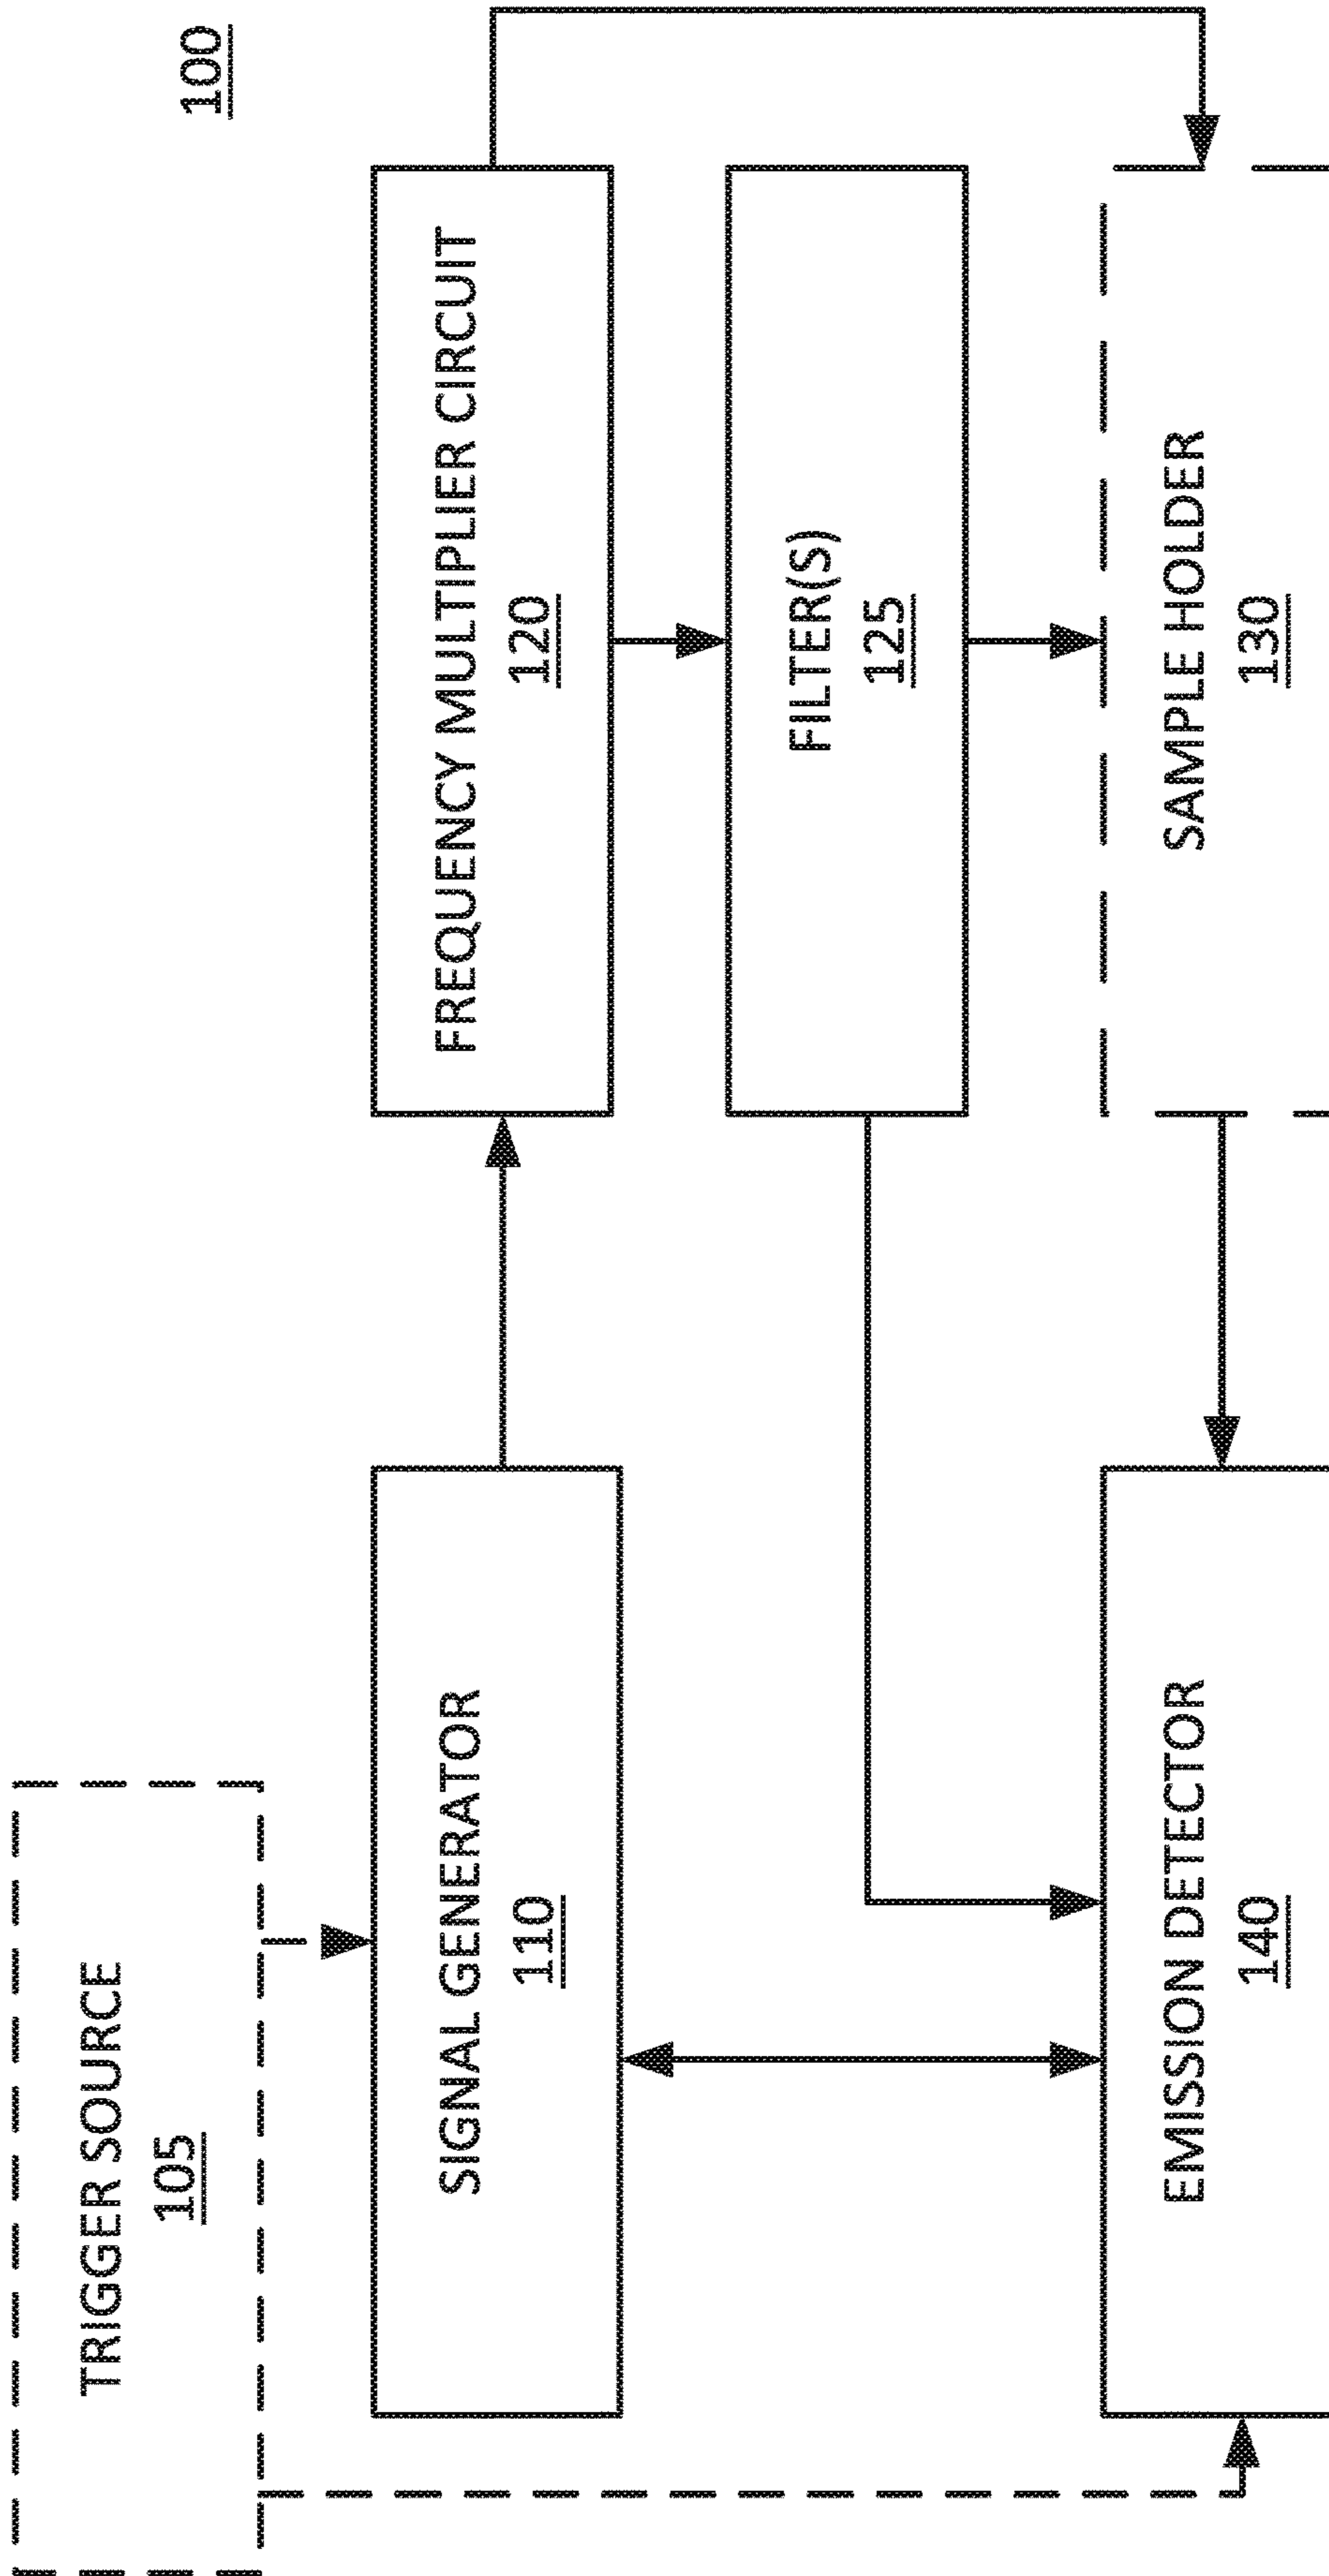 100
TRIGGER SOURCE
105
SIGNAL GENERATOR
110
FREQUENCY MULTIPLIER CIRCUIT
120
FILTER(S)
125
EMISSION DETECTOR
140
SAMPLE HOLDER
130